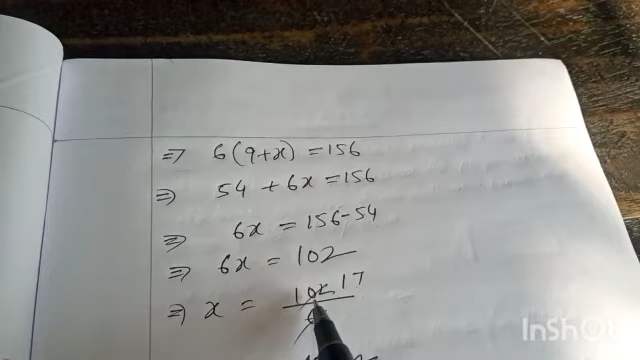 ⇒ 6(9+x) = 156
⇒ 54 + 6x = 156
⇒ 6x = 156-54
⇒ 6x = 102
⇒ x = 102 17
InShot